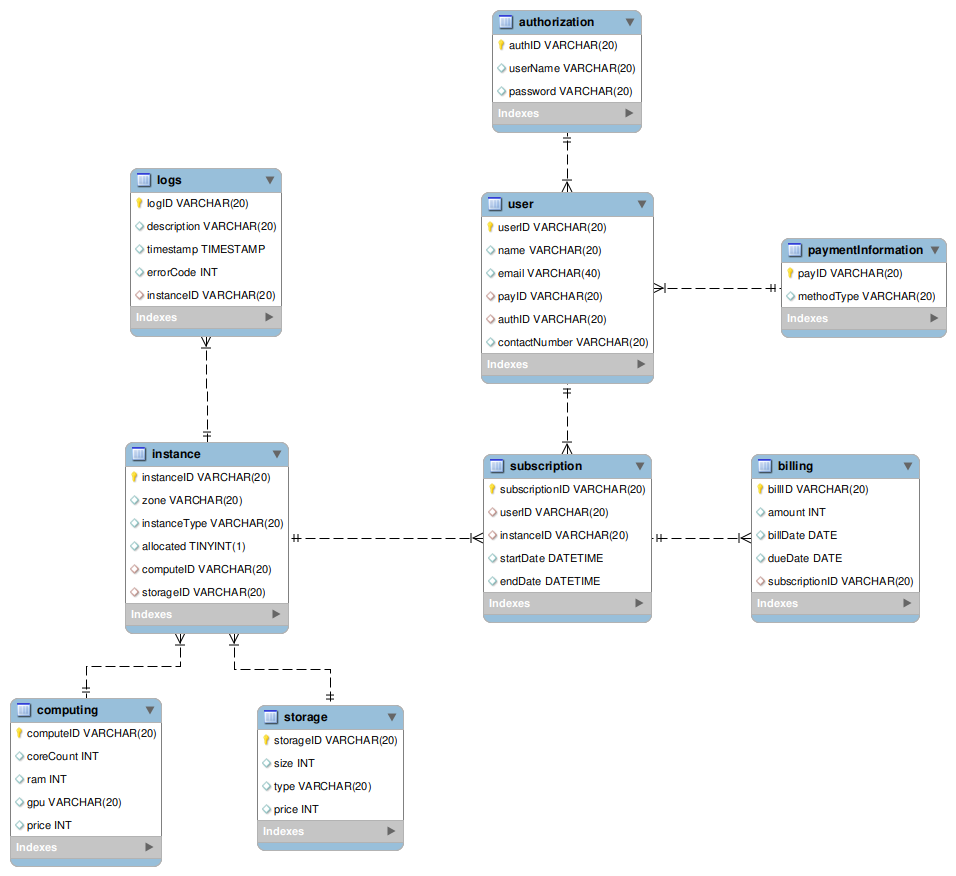 authorization
authID VARCHAR(20)
userName VARCHAR(20)
password VARCHAR(20)
Indexes
logs
logID VARCHAR(20)
description VARCHAR(20)
timestamp TIMESTAMP
errorCode INT
instanceID VARCHAR(20)
Indexes
user
userID VARCHAR(20)
name VARCHAR(20)
email VARCHAR(40)
payID VARCHAR(20)
authID VARCHAR(20)
contactNumber VARCHAR(20)
Indexes
paymentInformation
payID VARCHAR(20)
methodType VARCHAR(20)
Indexes
instance
instanceID VARCHAR(20)
zone VARCHAR(20)
instanceType VARCHAR(20)
allocated TINYINT(1)
computeID VARCHAR(20)
storageID VARCHAR(20)
Indexes
subscription
subscriptionID VARCHAR(20)
userID VARCHAR(20)
instanceID VARCHAR(20)
startDate DATETIME
endDate DATETIME
Indexes
billing
billID VARCHAR(20)
amount INT
billDate DATE
dueDate DATE
subscriptionID VARCHAR(20)
Indexes
computing
computeID VARCHAR(20)
coreCount INT
ram INT
gpu VARCHAR(20)
price INT
Indexes
storage
storageID VARCHAR(20)
size INT
type VARCHAR(20)
price INT
Indexes